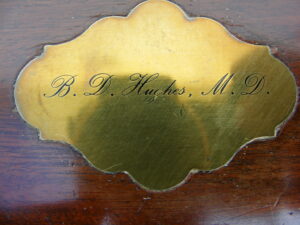 B. D. Hughes, M. D.